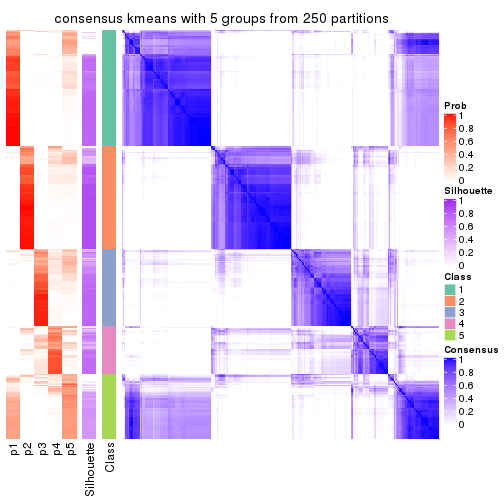 consensus kmeans with 5 groups from 250 partitions
Prob
1
0.8
0.6
0.4
0.2
0
Silhouette
1
0.8
0.6
0.4
0.2
0
Class
1
2
3
4
5
Consensus
1
0.8
0.6
0.4
0.2
0
p1
p2
p3
p4
p5
Silhouette
Class